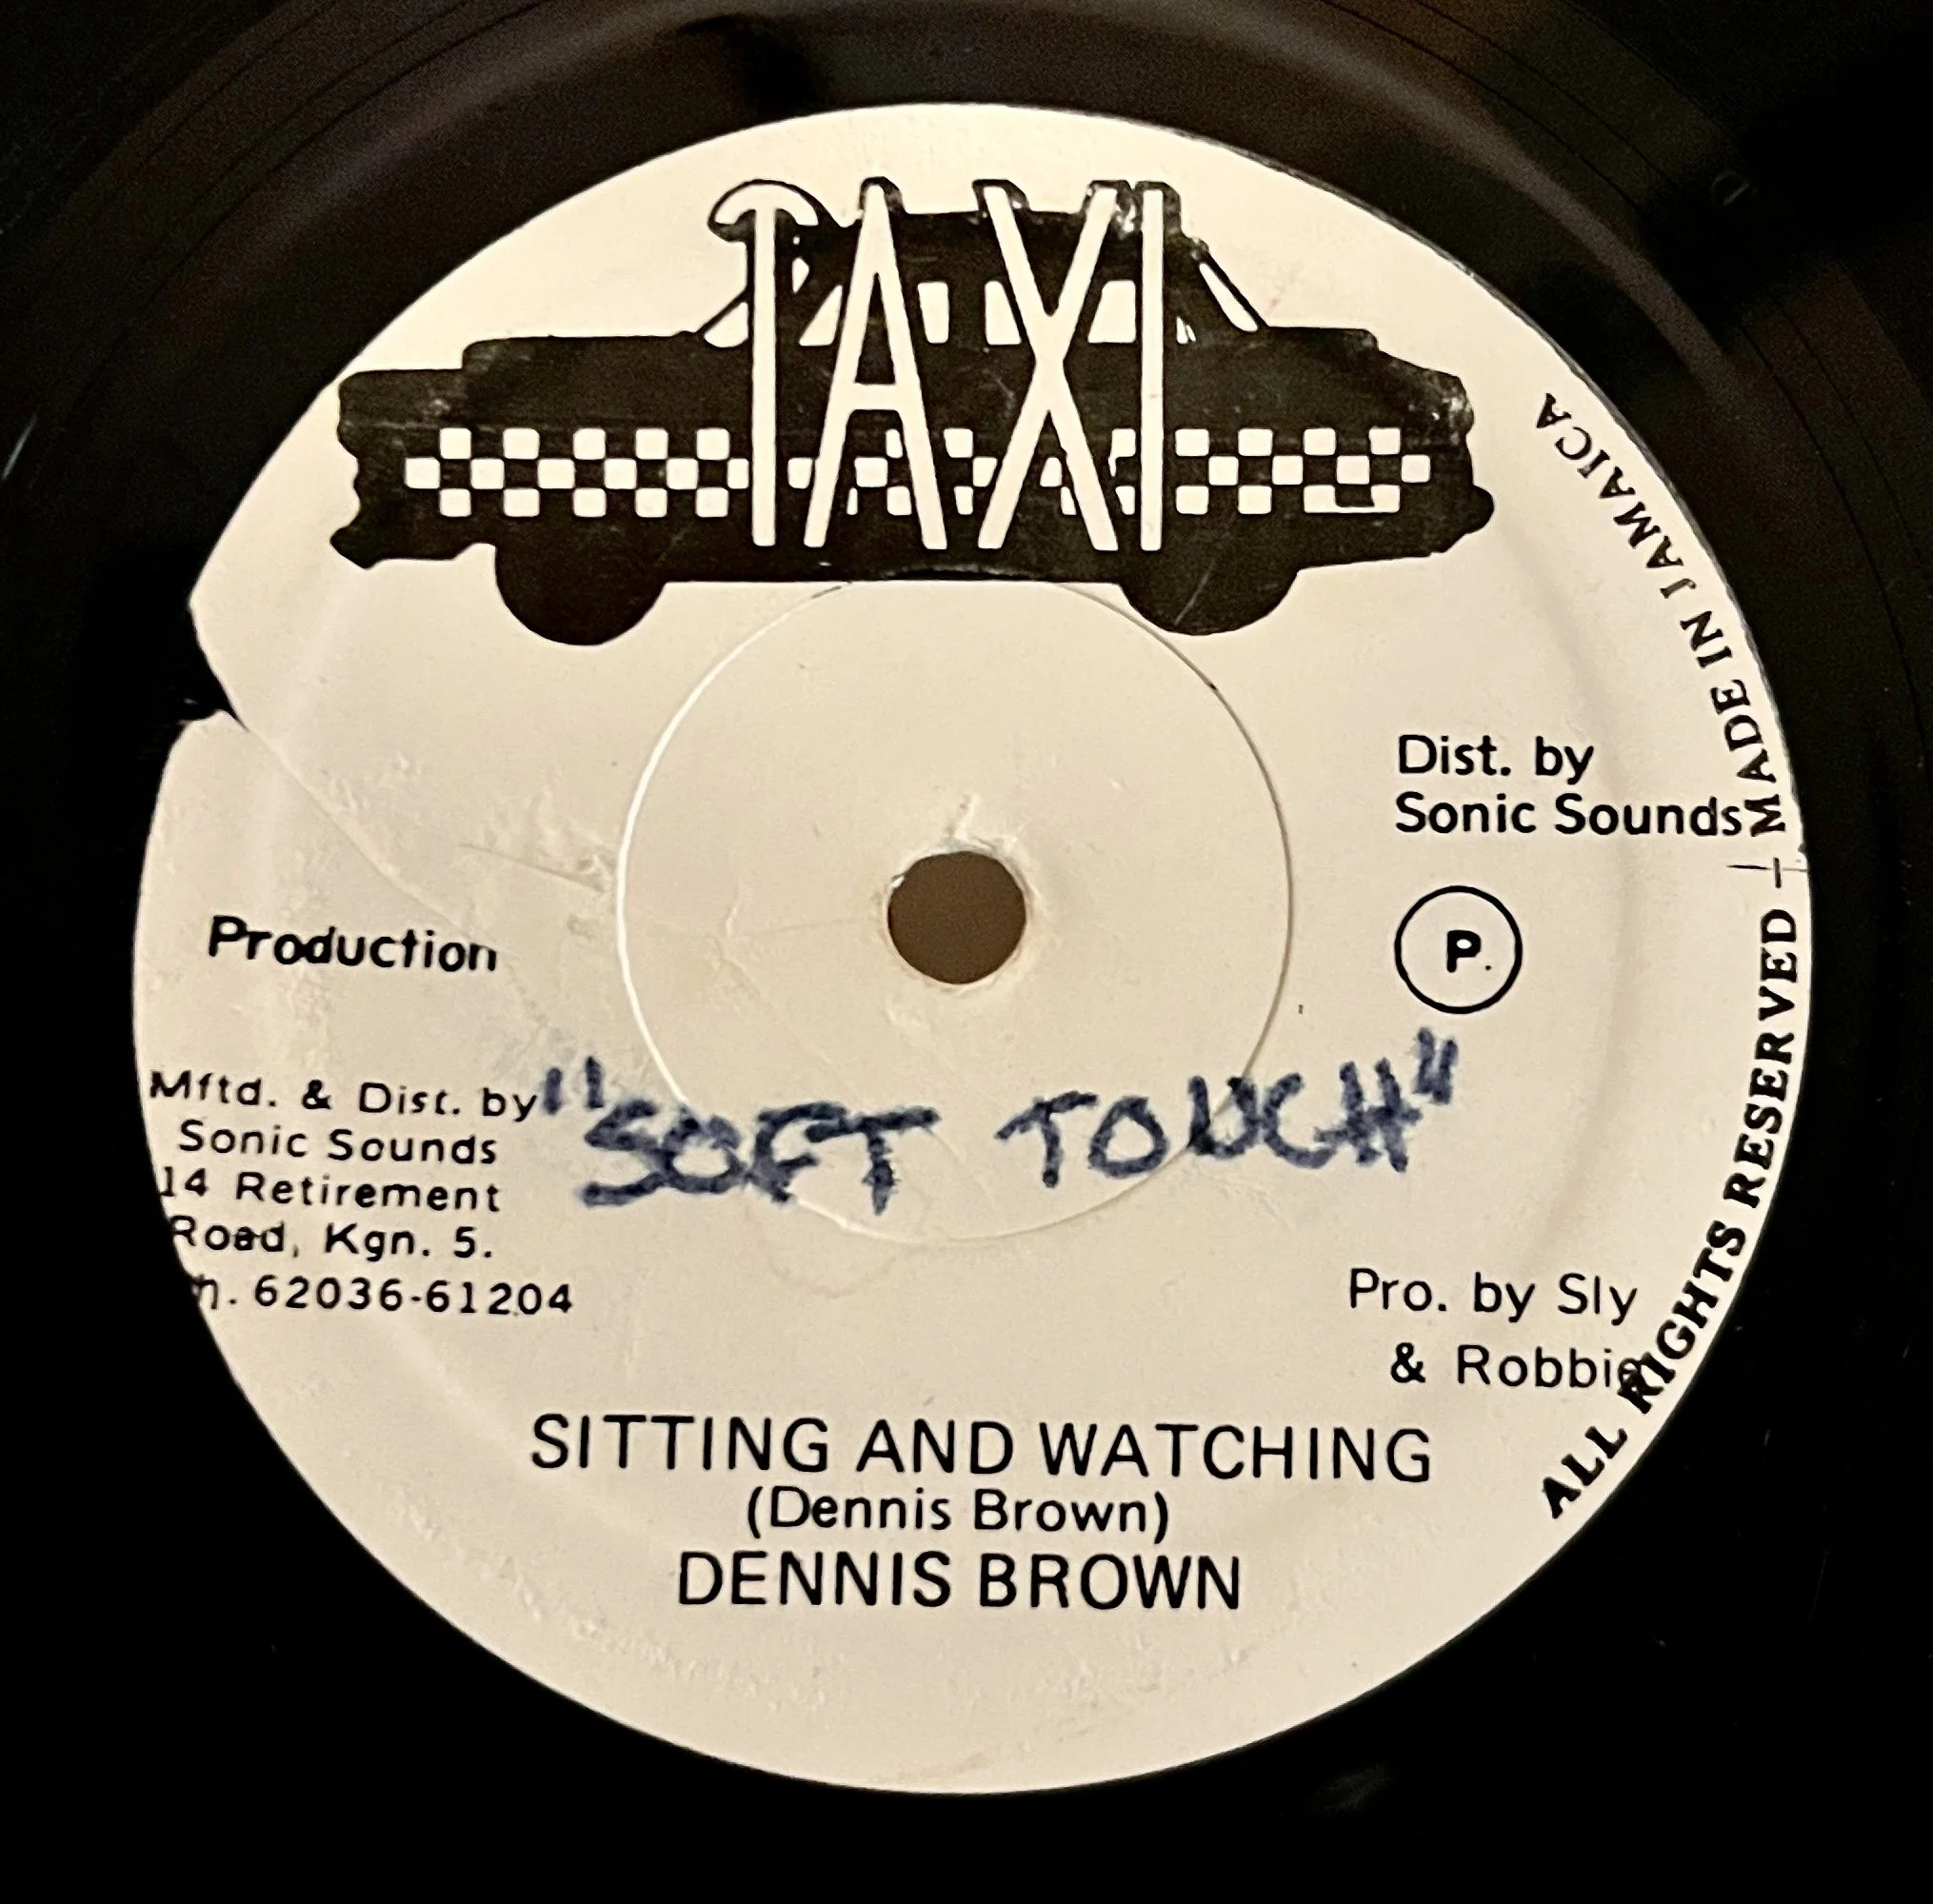 TAXI
MADE IN JAMAICA
Dist. by
Sonic Sounds
P.
Production
Mftd. & Dist. by
Sonic Sounds
14 Retirement
Road, Kgn. 5.
62036-61204
"SOFT TOUCH"
Pro. by Sly
& Robbie
ALL RIGHTS RESERVED –
SITTING AND WATCHING
(Dennis Brown)
DENNIS BROWN